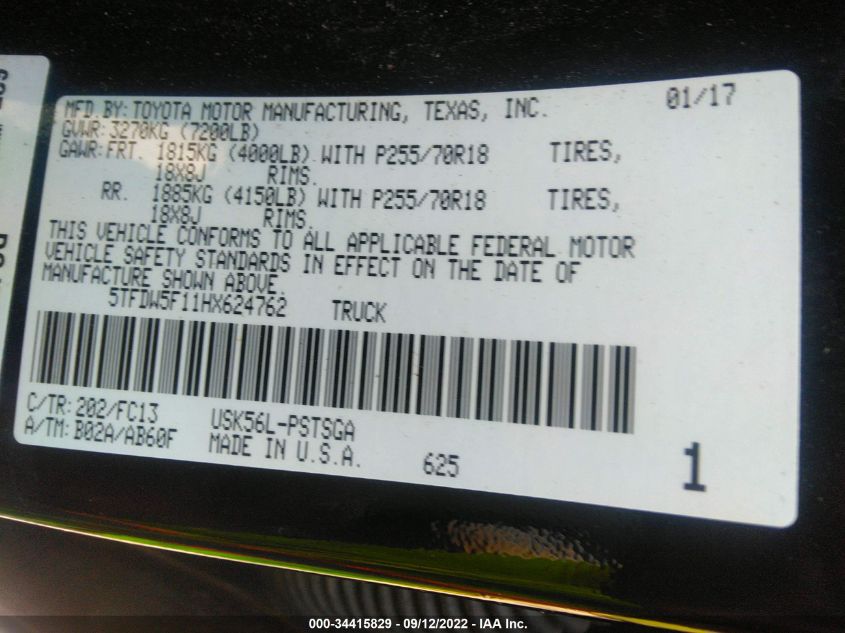 MFD.BY: TOYOTA MOTOR MANUFACTURING, TEXAS, INC. 01/17
GVWR: 3270KG (7200LB)
GAWR: FRT. 1815KG (4000LB) WITH P255/70R18 TIRES,
18X8J RIMS.
RR. 1885KG (4150LB) WITH P255/70R18 TIRES,
18X8J RIMS.
THIS VEHICLE CONFORMS TO ALL APPLICABLE FEDERAL MOTOR
VEHICLE SAFETY STANDARDS IN EFFECT ON THE DATE OF
MANUFACTURE SHOWN ABOVE.
5TFDW5F11HX624762 TRUCK
C/TR: 202/FC13 USK56L-PSTSGA
A/TM: B02A/AB60F MADE IN U.S.A. 625 1
000-34415829 - 09/12/2022 - IAA Inc.